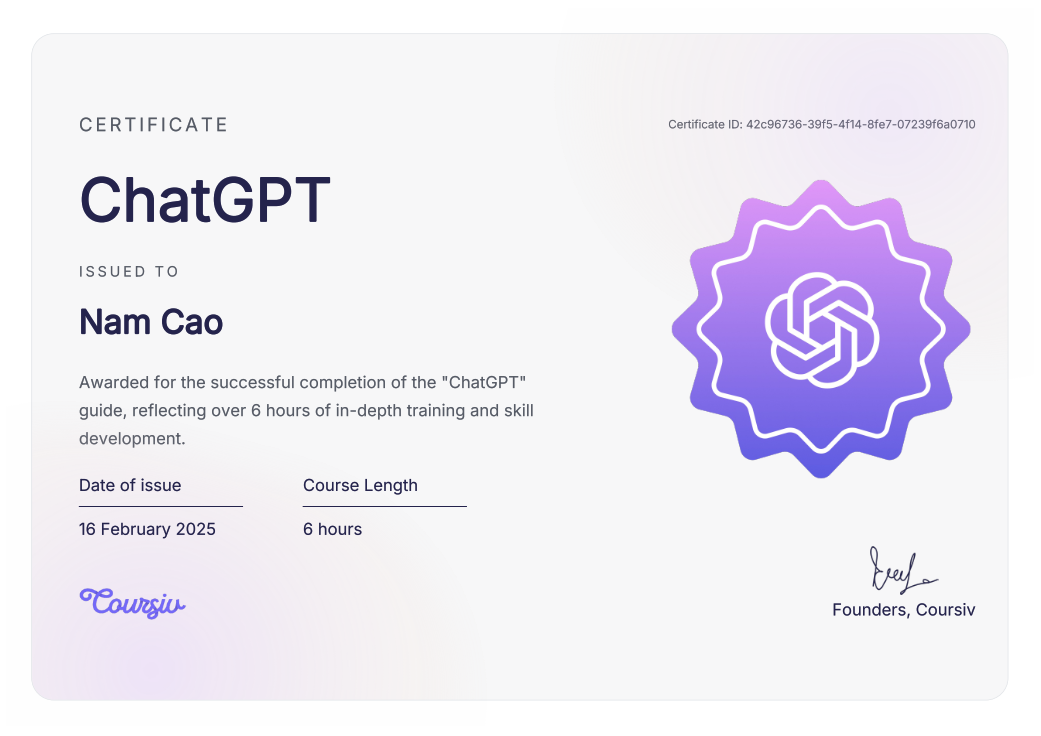 CERTIFICATE
Certificate ID: 42c96736-39f5-4f14-8fe7-07239f6a0710
ChatGPT
ISSUED TO
Nam Cao
Awarded for the successful completion of the "ChatGPT"
guide, reflecting over 6 hours of in-depth training and skill
development.
Date of issue
Course Length
16 February 2025
6 hours
Coursiv
Founders, Coursiv